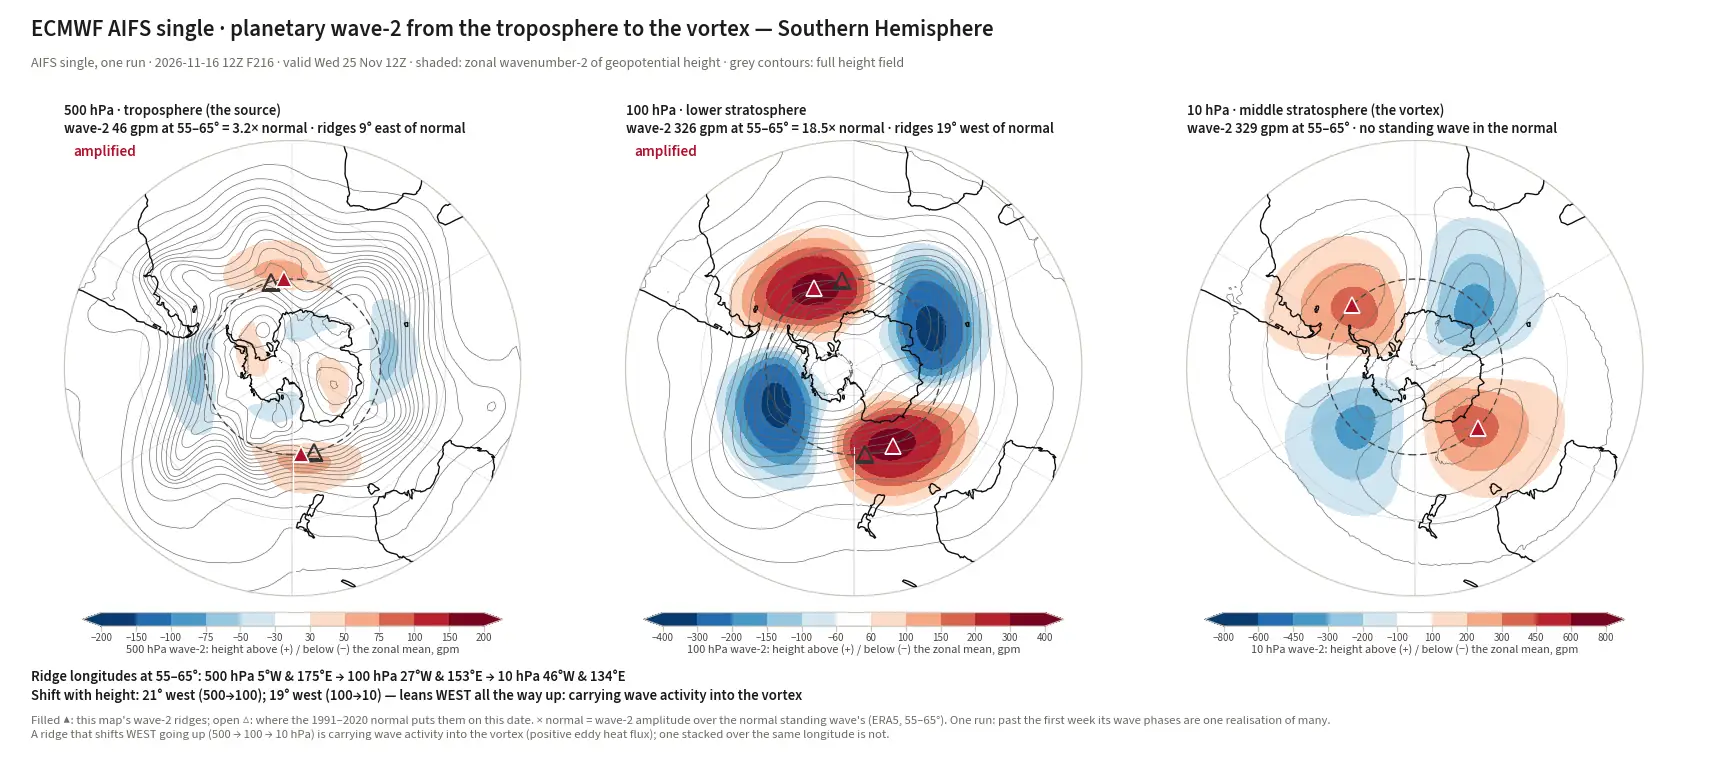 ECMWF AIFS single · planetary wave-2 from the troposphere to the vortex — Southern Hemisphere
AIFS single, one run · 2026-11-16 12Z F216 · valid Wed 25 Nov 12Z · shaded: zonal wavenumber-2 of geopotential height · grey contours: full height field
500 hPa · troposphere (the source)
wave-2 46 gpm at 55–65° = 3.2× normal · ridges 9° east of normal
amplified
100 hPa · lower stratosphere
wave-2 326 gpm at 55–65° = 18.5× normal · ridges 19° west of normal
amplified
10 hPa · middle stratosphere (the vortex)
wave-2 329 gpm at 55–65° · no standing wave in the normal
−200 −150 −100 −75 −50 −30 30 50 75 100 150 200
500 hPa wave-2: height above (+) / below (−) the zonal mean, gpm
−400 −300 −200 −150 −100 −60 60 100 150 200 300 400
100 hPa wave-2: height above (+) / below (−) the zonal mean, gpm
−800 −600 −450 −300 −200 −100 100 200 300 450 600 800
10 hPa wave-2: height above (+) / below (−) the zonal mean, gpm
Ridge longitudes at 55–65°: 500 hPa 5°W & 175°E → 100 hPa 27°W & 153°E → 10 hPa 46°W & 134°E
Shift with height: 21° west (500→100); 19° west (100→10) — leans WEST all the way up: carrying wave activity into the vortex
Filled ▲: this map's wave-2 ridges; open △: where the 1991–2020 normal puts them on this date. × normal = wave-2 amplitude over the normal standing wave's (ERA5, 55–65°). One run: past the first week its wave phases are one realisation of many.
A ridge that shifts WEST going up (500 → 100 → 10 hPa) is carrying wave activity into the vortex (positive eddy heat flux); one stacked over the same longitude is not.